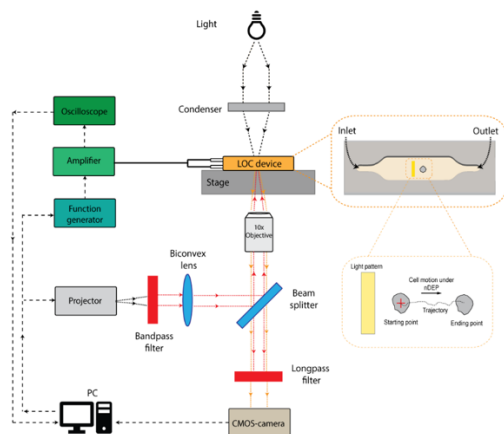 Light
Condenser
Oscilloscope
Amplifier
Function
generator
LOC device
Stage
Inlet
Outlet
10x
Objective
Biconvex
lens
Projector
Bandpass
filter
Beam
splitter
Light pattern
Cell motion under
nDEP
Trajectory
Starting point
Ending point
Longpass
filter
PC
CMOS-camera